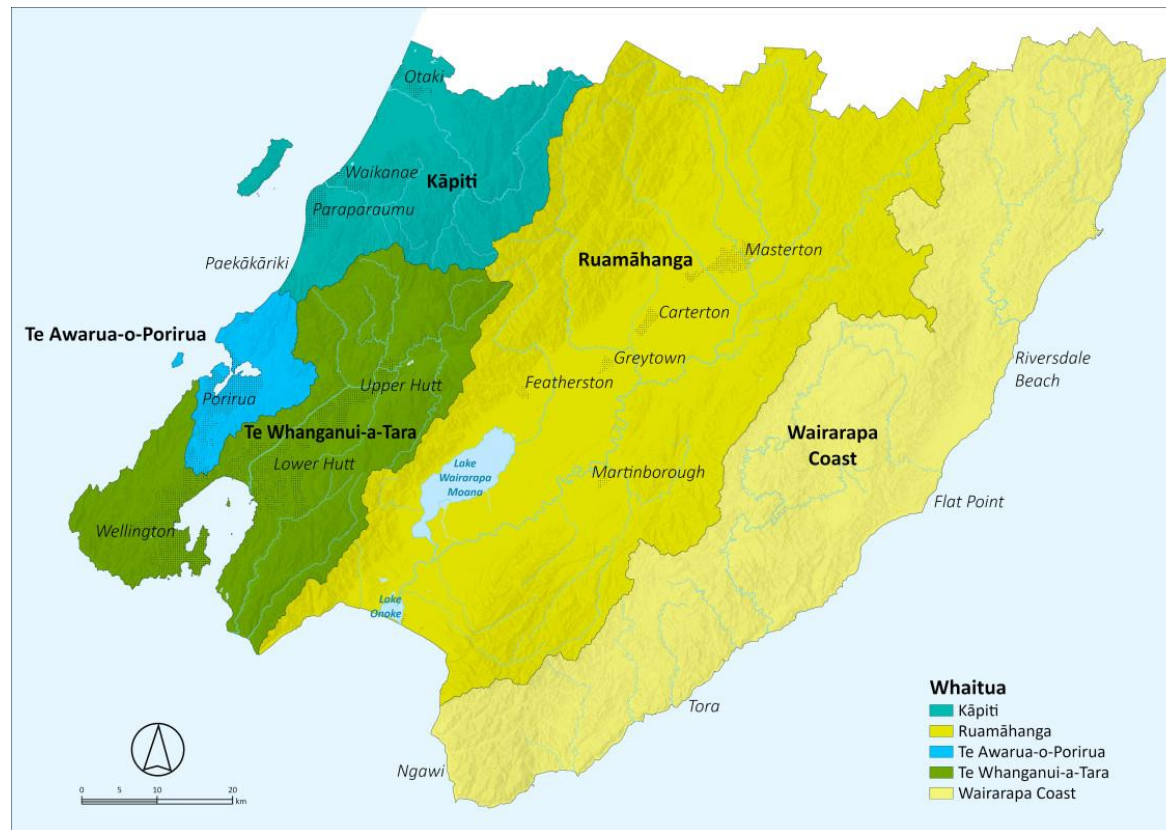 Otaki
Waikanae
Kāpiti
Paraparaumu
Paekākāriki
Ruamāhanga
Masterton
Carterton
Te Awarua-o-Porirua
Greytown
Riversdale
Beach
Upper Hutt
Featherston
Porirua
Te Whanganui-a-Tara
Wairarapa
Coast
Lower Hutt
Lake
Wairarapa
Moana
Martinborough
Flat Point
Wellington
Lake
Onoke
Tora
Ngawi
0 5 10 20
km
Whaitua
Kāpiti
Ruamāhanga
Te Awarua-o-Porirua
Te Whanganui-a-Tara
Wairarapa Coast